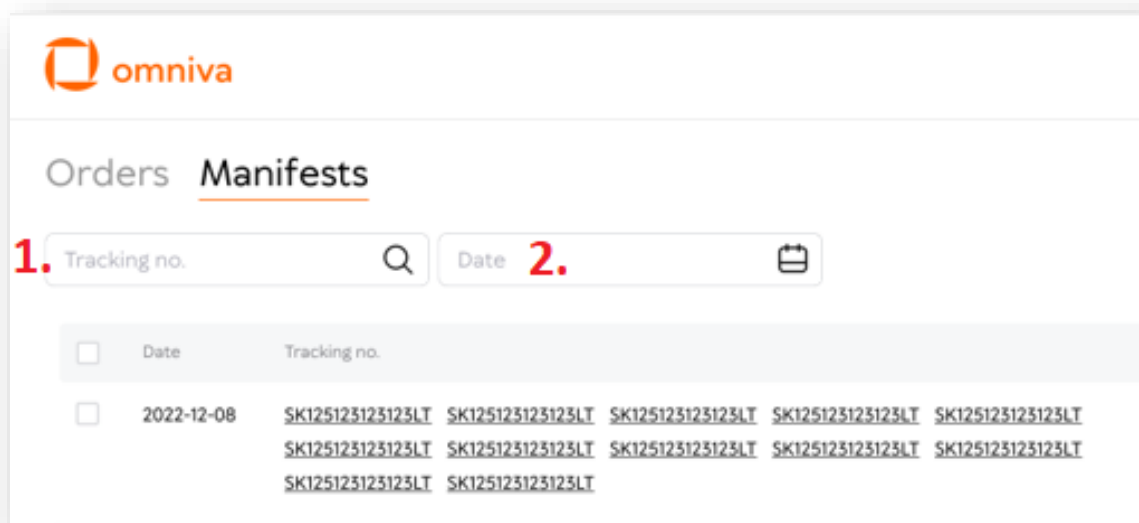 omniva
Orders Manifests
1. Tracking no. Date 2.
Date Tracking no.
2022-12-08 SK125123123123LT SK125123123123LT SK125123123123LT SK125123123123LT SK125123123123LT
SK125123123123LT SK125123123123LT SK125123123123LT SK125123123123LT SK125123123123LT
SK125123123123LT SK125123123123LT